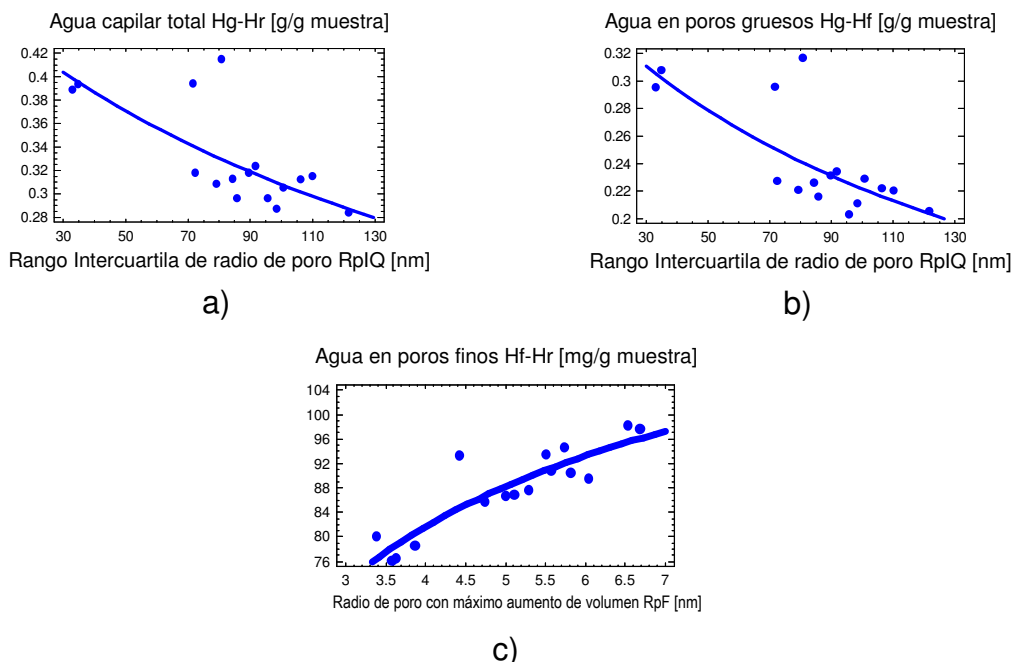 Agua capilar total Hg-Hr [g/g muestra]
0.42
0.4
0.38
0.36
0.34
0.32
0.3
0.28
30 50 70 90 110 130
Rango Intercuartila de radio de poro RpIQ [nm]
a)
Agua en poros gruesos Hg-Hf [g/g muestra]
0.32
0.3
0.28
0.26
0.24
0.22
0.2
30 50 70 90 110 130
Rango Intercuartila de radio de poro RpIQ [nm]
b)
Agua en poros finos Hf-Hr [mg/g muestra]
104
100
96
92
88
84
80
76
3 3.5 4 4.5 5 5.5 6 6.5 7
Radio de poro con máximo aumento de volumen RpF [nm]
c)